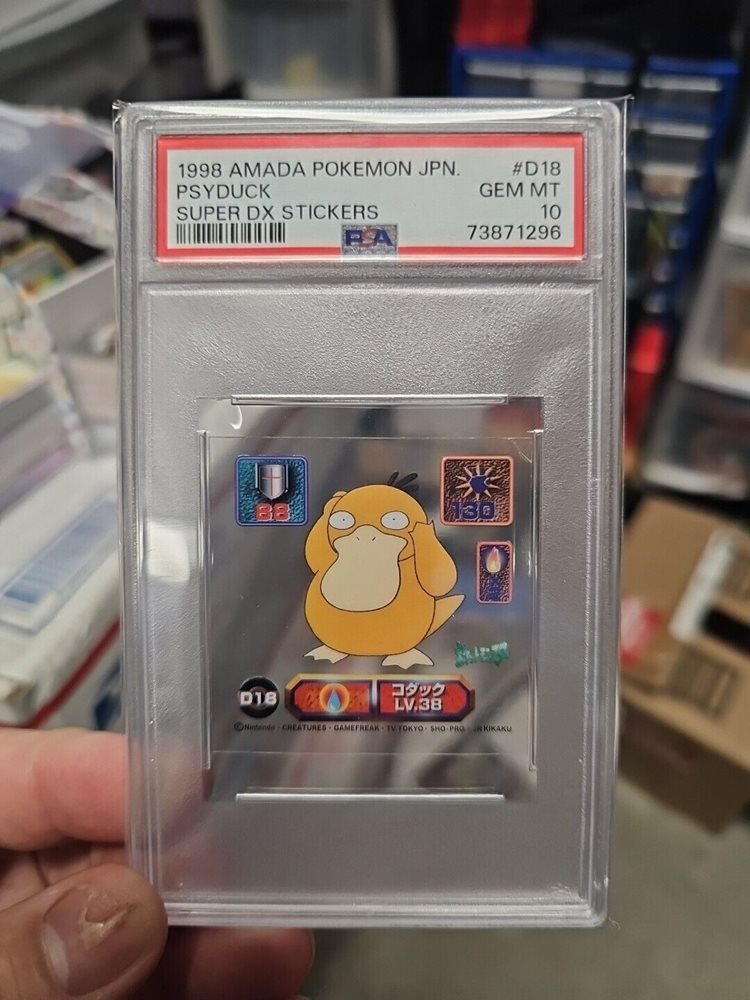 1998 AMADA POKEMON JPN. #D18
PSYDUCK GEM MT
SUPER DX STICKERS 10
PSA 73871296
88
130
D18
コダック
LV.38
©Nintendo · CREATURES · GAMEFREAK · TV TOKYO · SHO-PRO · JR KIKAKU